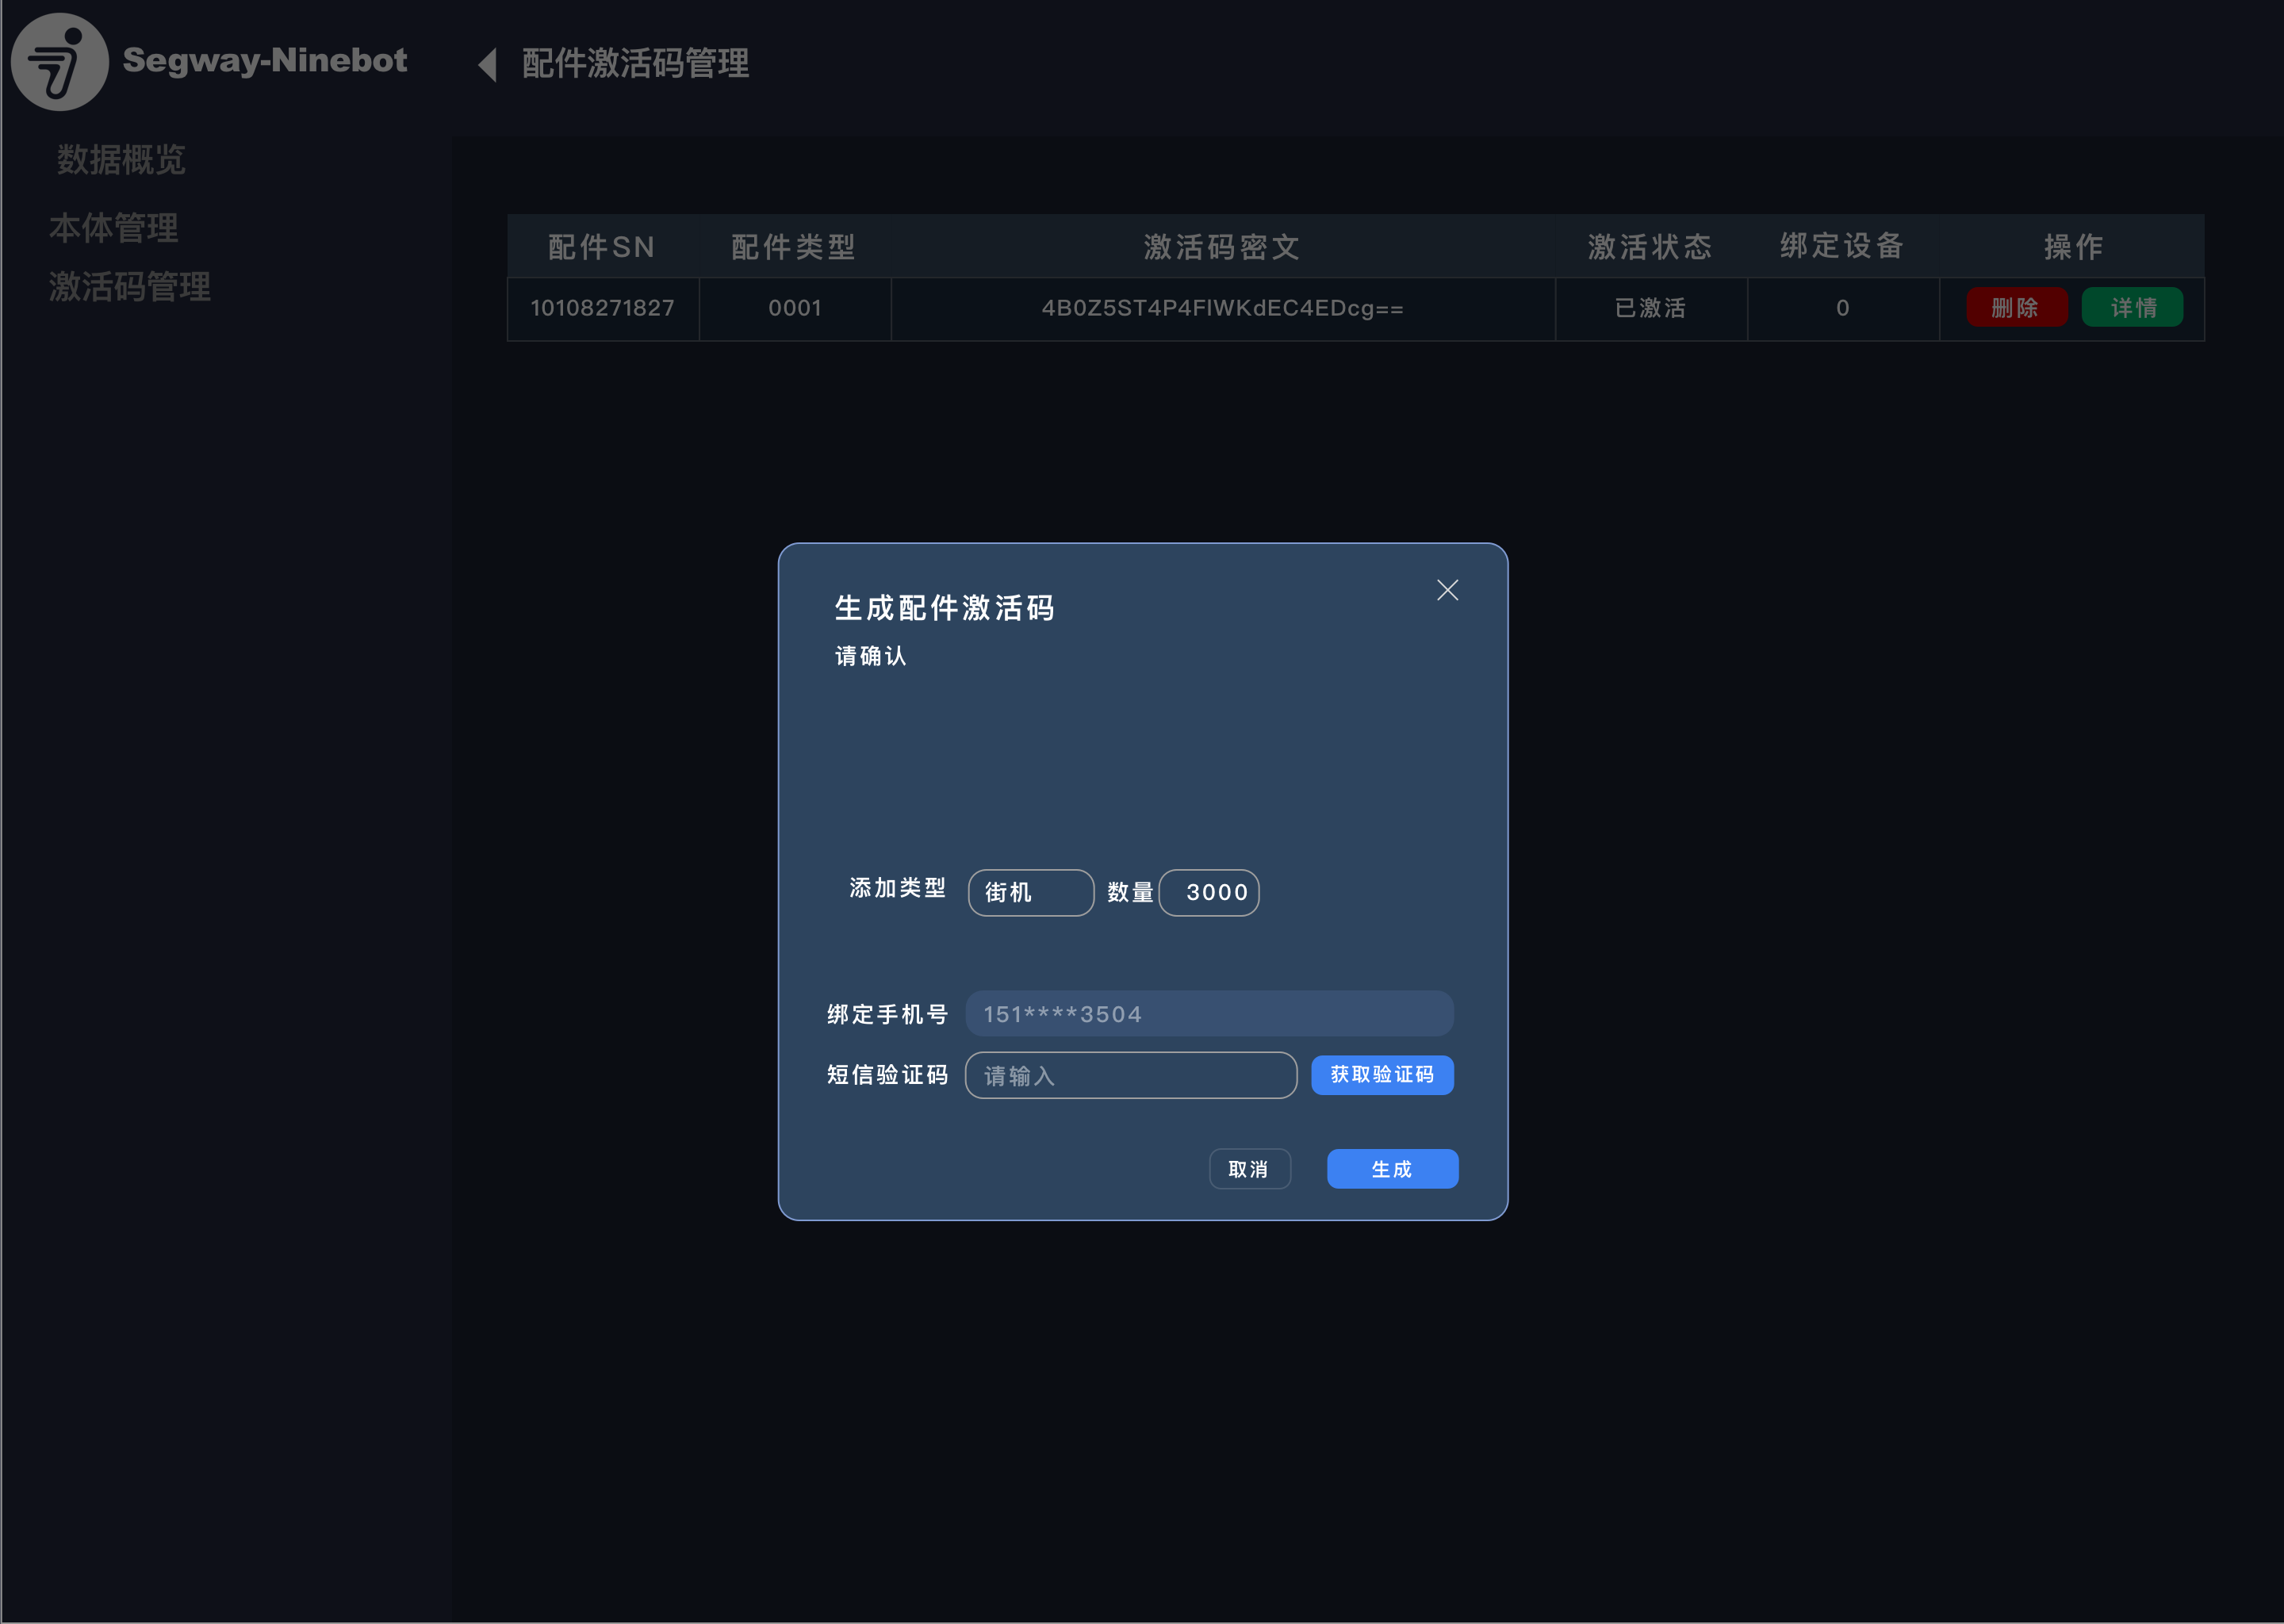 Segway-Ninebot
配件激活码管理
数据概览
本体管理
激活码管理
配件SN 配件类型 激活码密文 激活状态 绑定设备 操作
10108271827 0001 4B0Z5ST4P4FIWKdEC4EDcg== 已激活 0 删除 详情
生成配件激活码
请确认
添加类型 街机 数量 3000
绑定手机号 151****3504
短信验证码 请输入 获取验证码
取消 生成